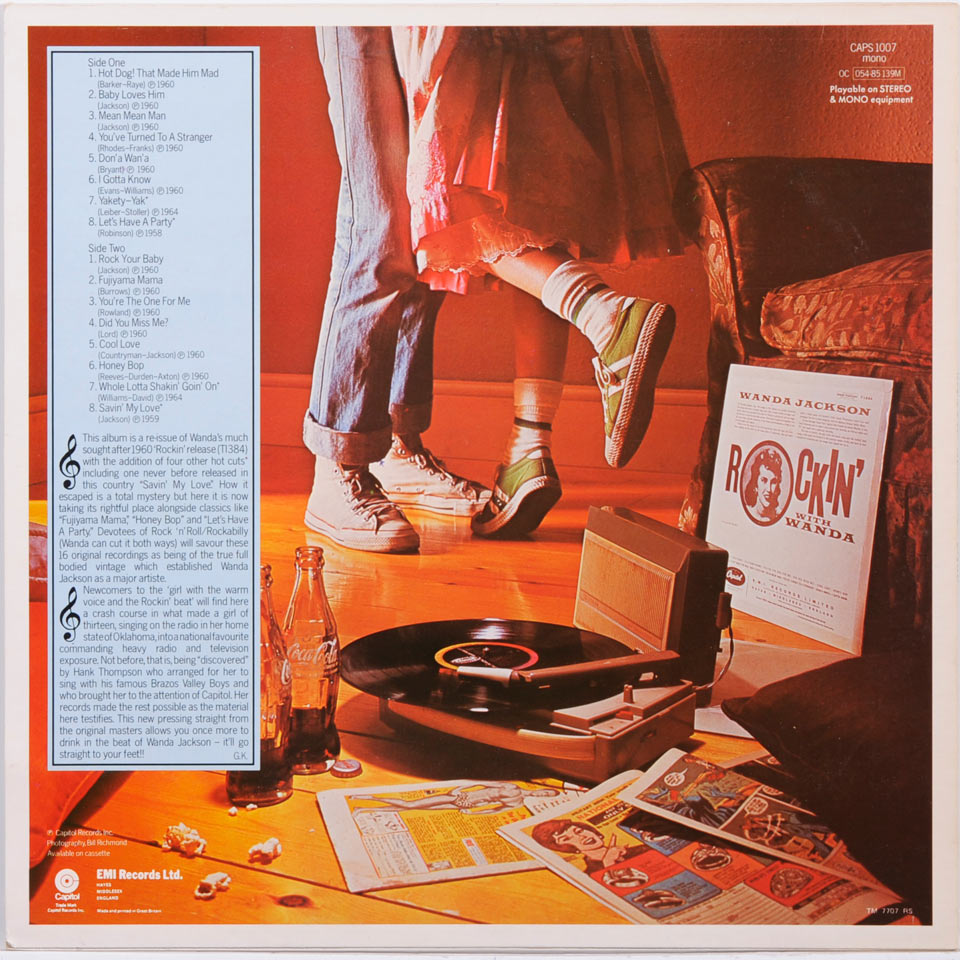 Side One
1. Hot Dog! That Made Him Mad
(Barker-Raye) ℗ 1960
2. Baby Loves Him
(Jackson) ℗ 1960
3. Mean Mean Man
(Jackson) ℗ 1960
4. You've Turned To A Stranger
(Rhodes-Franks) ℗ 1960
5. Don'a Wan'a
(Bryant) ℗ 1960
6. I Gotta Know
(Evans-Williams) ℗ 1960
7. Yakety-Yak*
(Leiber-Stoller) ℗ 1964
8. Let's Have A Party*
(Robinson) ℗ 1958
Side Two
1. Rock Your Baby
(Jackson) ℗ 1960
2. Fujiyama Mama
(Burrows) ℗ 1960
3. You're The One For Me
(Rowland) ℗ 1960
4. Did You Miss Me?
(Lord) ℗ 1960
5. Cool Love
(Countryman-Jackson) ℗ 1960
6. Honey Bop
(Reeves-Durden-Axton) ℗ 1960
7. Whole Lotta Shakin' Goin' On*
(Williams-David) ℗ 1964
8. Savin' My Love*
(Jackson) ℗ 1959
This album is a re-issue of Wanda's much
sought after 1960 'Rockin' release (T1384)
with the addition of four other hot cuts*
including one never before released in
this country "Savin' My Love." How it
escaped is a total mystery but here it is now
taking its rightful place alongside classics like
"Fujiyama Mama," "Honey Bop" and "Let's Have
A Party." Devotees of Rock 'n' Roll/Rockabilly
(Wanda can cut it both ways) will savour these
16 original recordings as being of the true full
bodied vintage which established Wanda
Jackson as a major artiste.
Newcomers to the 'girl with the warm
voice and the Rockin' beat' will find here
a crash course in what made a girl of
thirteen, singing on the radio in her home
state of Oklahoma, into a national favourite
commanding heavy radio and television
exposure. Not before, that is, being "discovered"
by Hank Thompson who arranged for her to
sing with his famous Brazos Valley Boys and
who brought her to the attention of Capitol. Her
records made the rest possible as the material
here testifies. This new pressing straight from
the original masters allows you once more to
drink in the beat of Wanda Jackson – it'll go
straight to your feet!!
G.K.
CAPS 1007
mono
OC 054-85 139M
Playable on STEREO
& MONO equipment
WANDA JACKSON
ROCKIN'
WITH
WANDA
Capitol
E.M.I. RECORDS LIMITED
Coca-Cola
℗ Capitol Records Inc.
Photography, Bill Richmond
Available on cassette
Capitol
Trade Mark
Capitol Records Inc.
EMI Records Ltd.
HAYES
MIDDLESEX
ENGLAND
Made and printed in Great Britain
TM 7707 RS